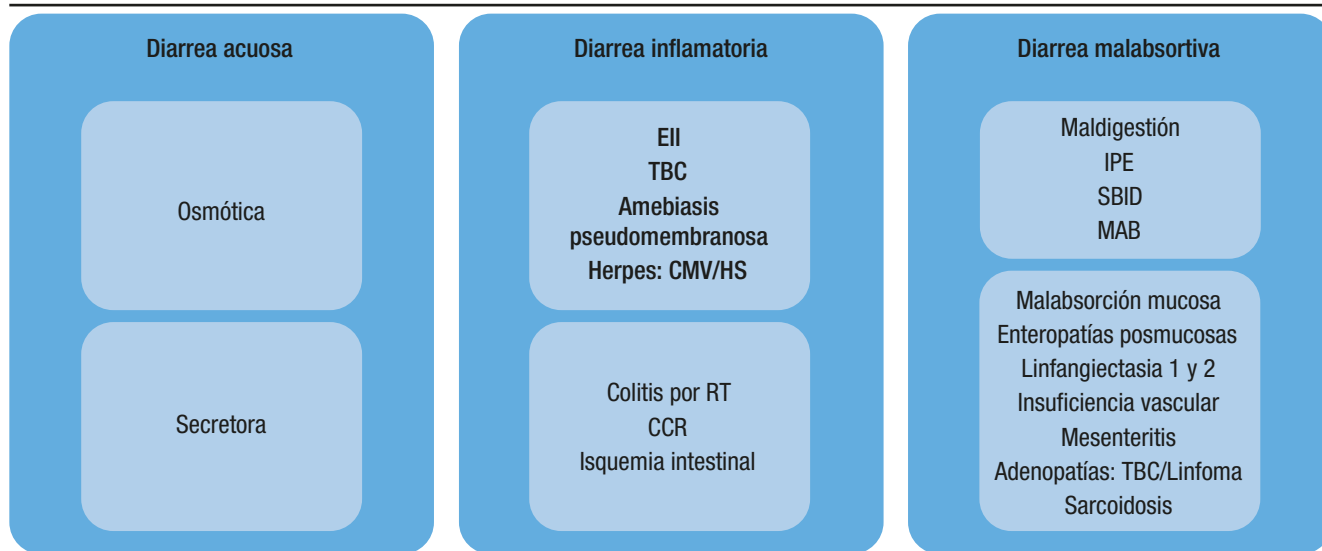 Diarrea acuosa
Osmótica
Secretora
Diarrea inflamatoria
EII
TBC
Amebiasis
pseudomembranosa
Herpes: CMV/HS
Colitis por RT
CCR
Isquemia intestinal
Diarrea malabsortiva
Maldigestión
IPE
SBID
MAB
Malabsorción mucosa
Enteropatías posmucosas
Linfangiectasia 1 y 2
Insuficiencia vascular
Mesenteritis
Adenopatías: TBC/Linfoma
Sarcoidosis